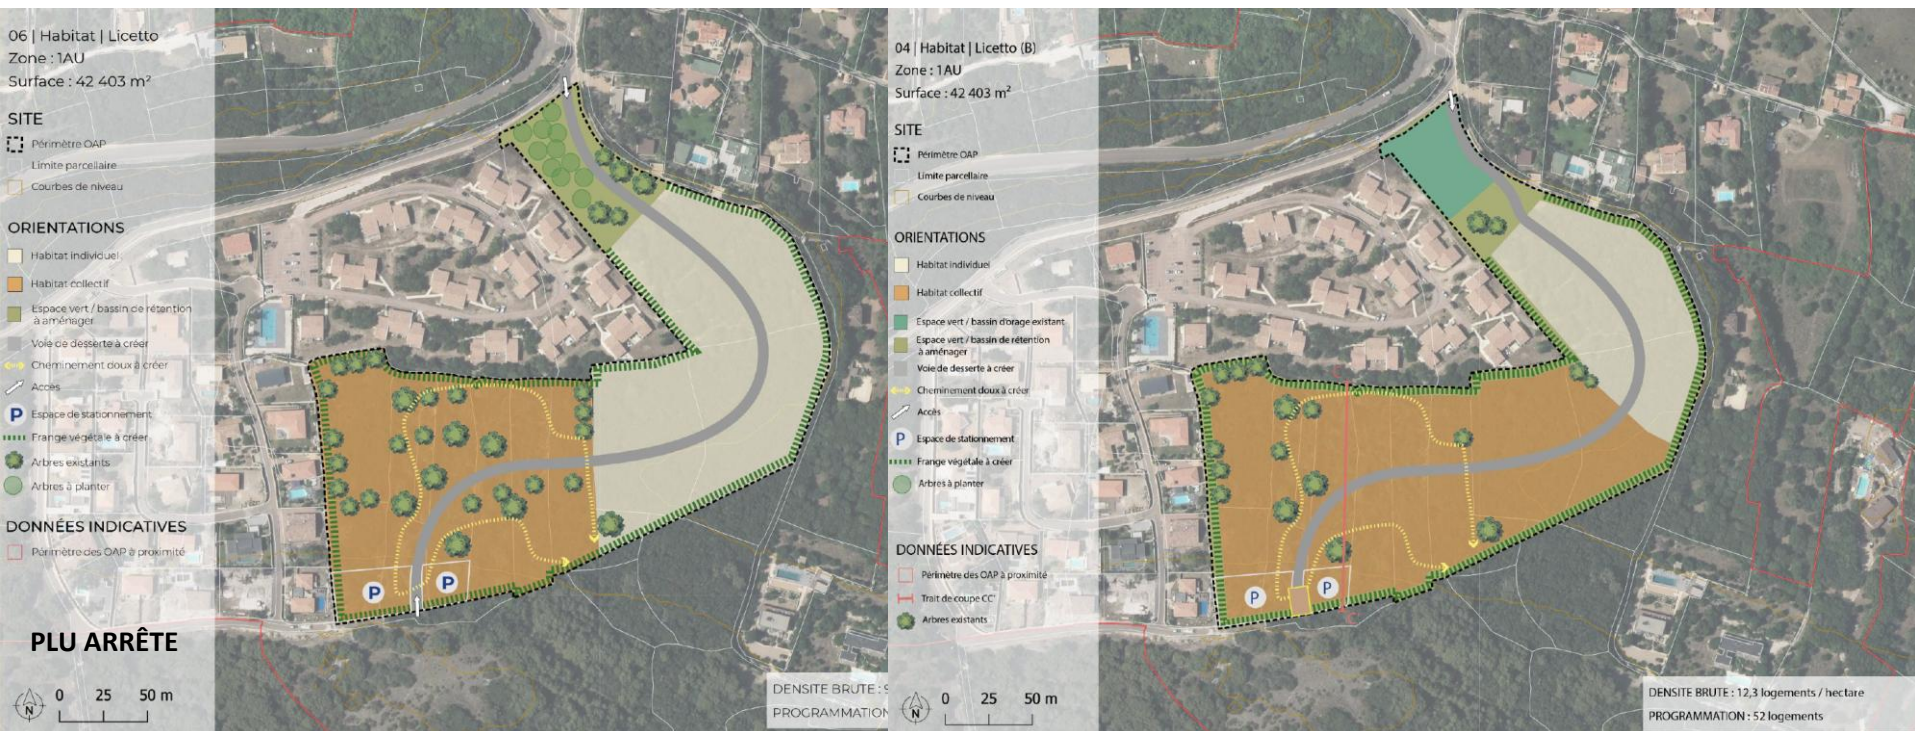 06 | Habitat | Licetto
Zone : 1AU
Surface : 42 403 m²
SITE
Périmètre OAP
Limite parcellaire
Courbes de niveau
ORIENTATIONS
Habitat individuel
Habitat collectif
Espace vert / bassin de rétention
à aménager
Voie de desserte à créer
Cheminement doux à créer
Accès
P Espace de stationnement
Frange végétale à créer
Arbres existants
Arbres à planter
DONNÉES INDICATIVES
Périmètre des OAP à proximité
PLU ARRÊTE
N
0 25 50 m
P
P
DENSITE BRUTE : 9
PROGRAMMATION
04 | Habitat | Licetto (B)
Zone : 1AU
Surface : 42 403 m²
SITE
Périmètre OAP
Limite parcellaire
Courbes de niveau
ORIENTATIONS
Habitat individuel
Habitat collectif
Espace vert / bassin d'orage existant
Espace vert / bassin de rétention
à aménager
Voie de desserte à créer
Cheminement doux à créer
Accès
P Espace de stationnement
Frange végétale à créer
Arbres à planter
DONNÉES INDICATIVES
Périmètre des OAP à proximité
Trait de coupe CC'
Arbres existants
N
0 25 50 m
P
P
DENSITE BRUTE : 12,3 logements / hectare
PROGRAMMATION : 52 logements